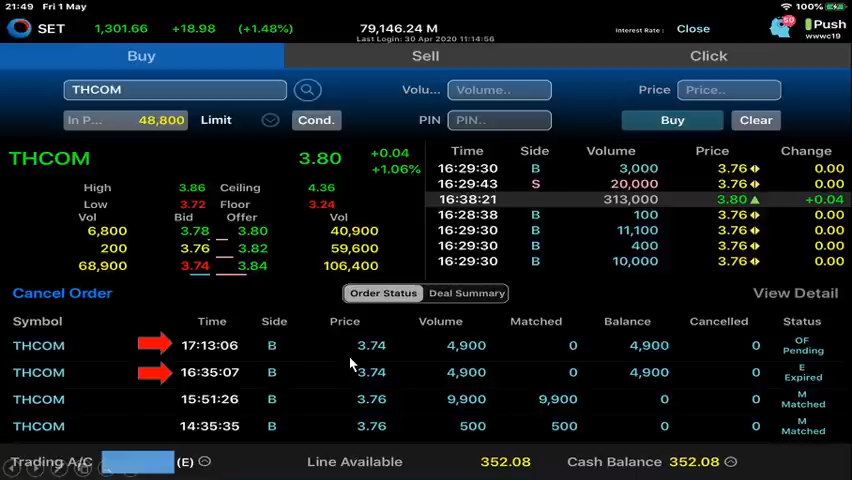 21:49 Fri 1 May 100%
SET 1,301.66 +18.98 (+1.48%) 79,146.24 M Interest Rate : Close 50 Push
Last Login: 30 Apr 2020 11:14:56 wwwc19
Buy Sell Click
THCOM Volu... Volume.. Price Price..
In P... 48,800 Limit Cond. PIN PIN.. Buy Clear
THCOM 3.80 +0.04
+1.06%
High 3.86 Ceiling 4.36
Low 3.72 Floor 3.24
Vol Bid Offer Vol
6,800 3.78 3.80 40,900
200 3.76 3.82 59,600
68,900 3.74 3.84 106,400
Time Side Volume Price Change
16:29:30 B 3,000 3.76 0.00
16:29:43 S 20,000 3.76 0.00
16:38:21 313,000 3.80 +0.04
16:28:38 B 100 3.76 0.00
16:29:30 B 11,100 3.76 0.00
16:29:30 B 400 3.76 0.00
16:29:30 B 10,000 3.76 0.00
Cancel Order Order Status Deal Summary View Detail
Symbol Time Side Price Volume Matched Balance Cancelled Status
THCOM 17:13:06 B 3.74 4,900 0 4,900 0 OF Pending
THCOM 16:35:07 B 3.74 4,900 0 4,900 0 E Expired
THCOM 15:51:26 B 3.76 9,900 9,900 0 0 M Matched
THCOM 14:35:35 B 3.76 500 500 0 0 M Matched
Trading A/C (E) Line Available 352.08 Cash Balance 352.08